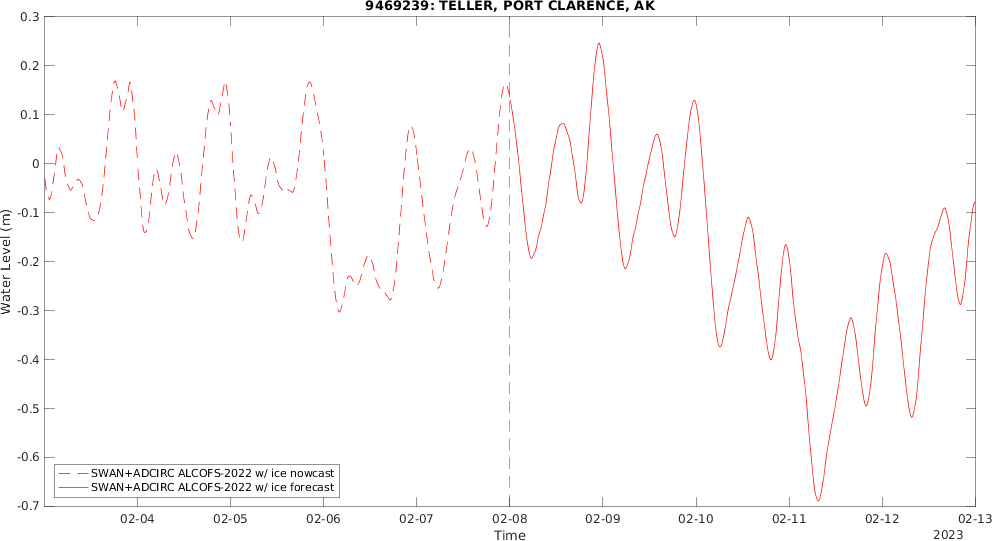 9469239: TELLER, PORT CLARENCE, AK
0.3
0.2
0.1
0
-0.1
-0.2
-0.3
-0.4
-0.5
-0.6
-0.7
Water Level (m)
SWAN+ADCIRC ALCOFS-2022 w/ ice nowcast
SWAN+ADCIRC ALCOFS-2022 w/ ice forecast
02-04 02-05 02-06 02-07 02-08 02-09 02-10 02-11 02-12 02-13
Time
2023